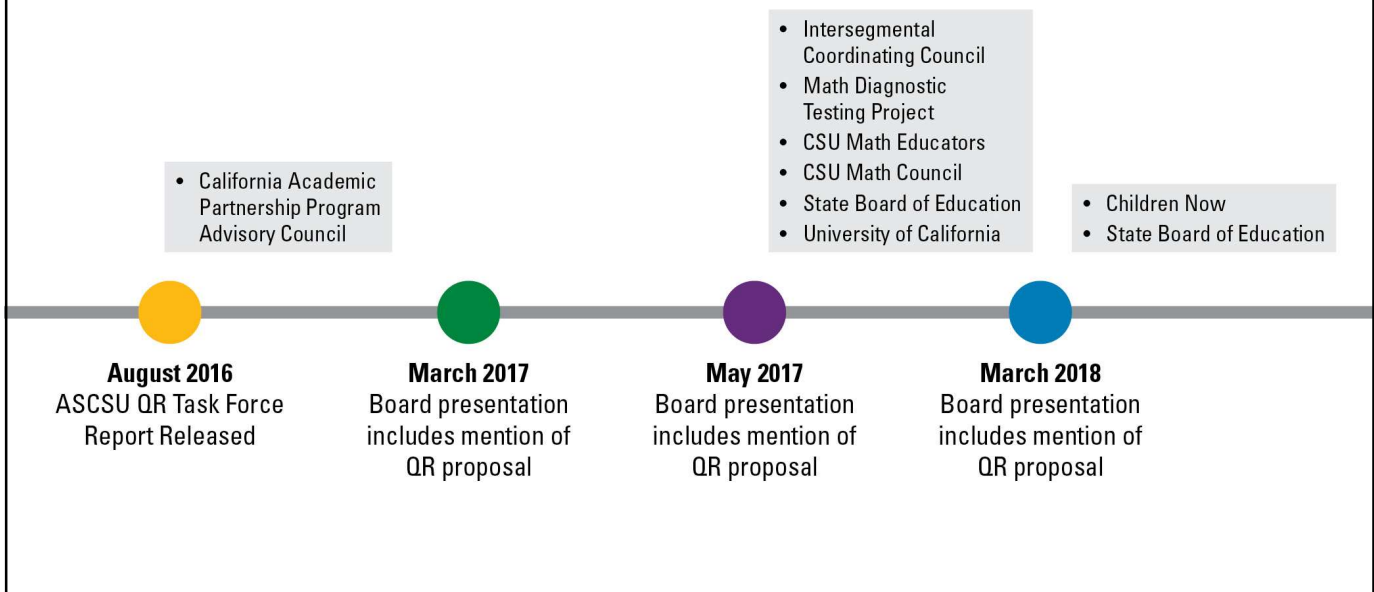 • Intersegmental
Coordinating Council
• Math Diagnostic
Testing Project
• CSU Math Educators
• CSU Math Council
• State Board of Education
• University of California
• California Academic
Partnership Program
Advisory Council
• Children Now
• State Board of Education
August 2016
ASCSU QR Task Force
Report Released
March 2017
Board presentation
includes mention of
QR proposal
May 2017
Board presentation
includes mention of
QR proposal
March 2018
Board presentation
includes mention of
QR proposal